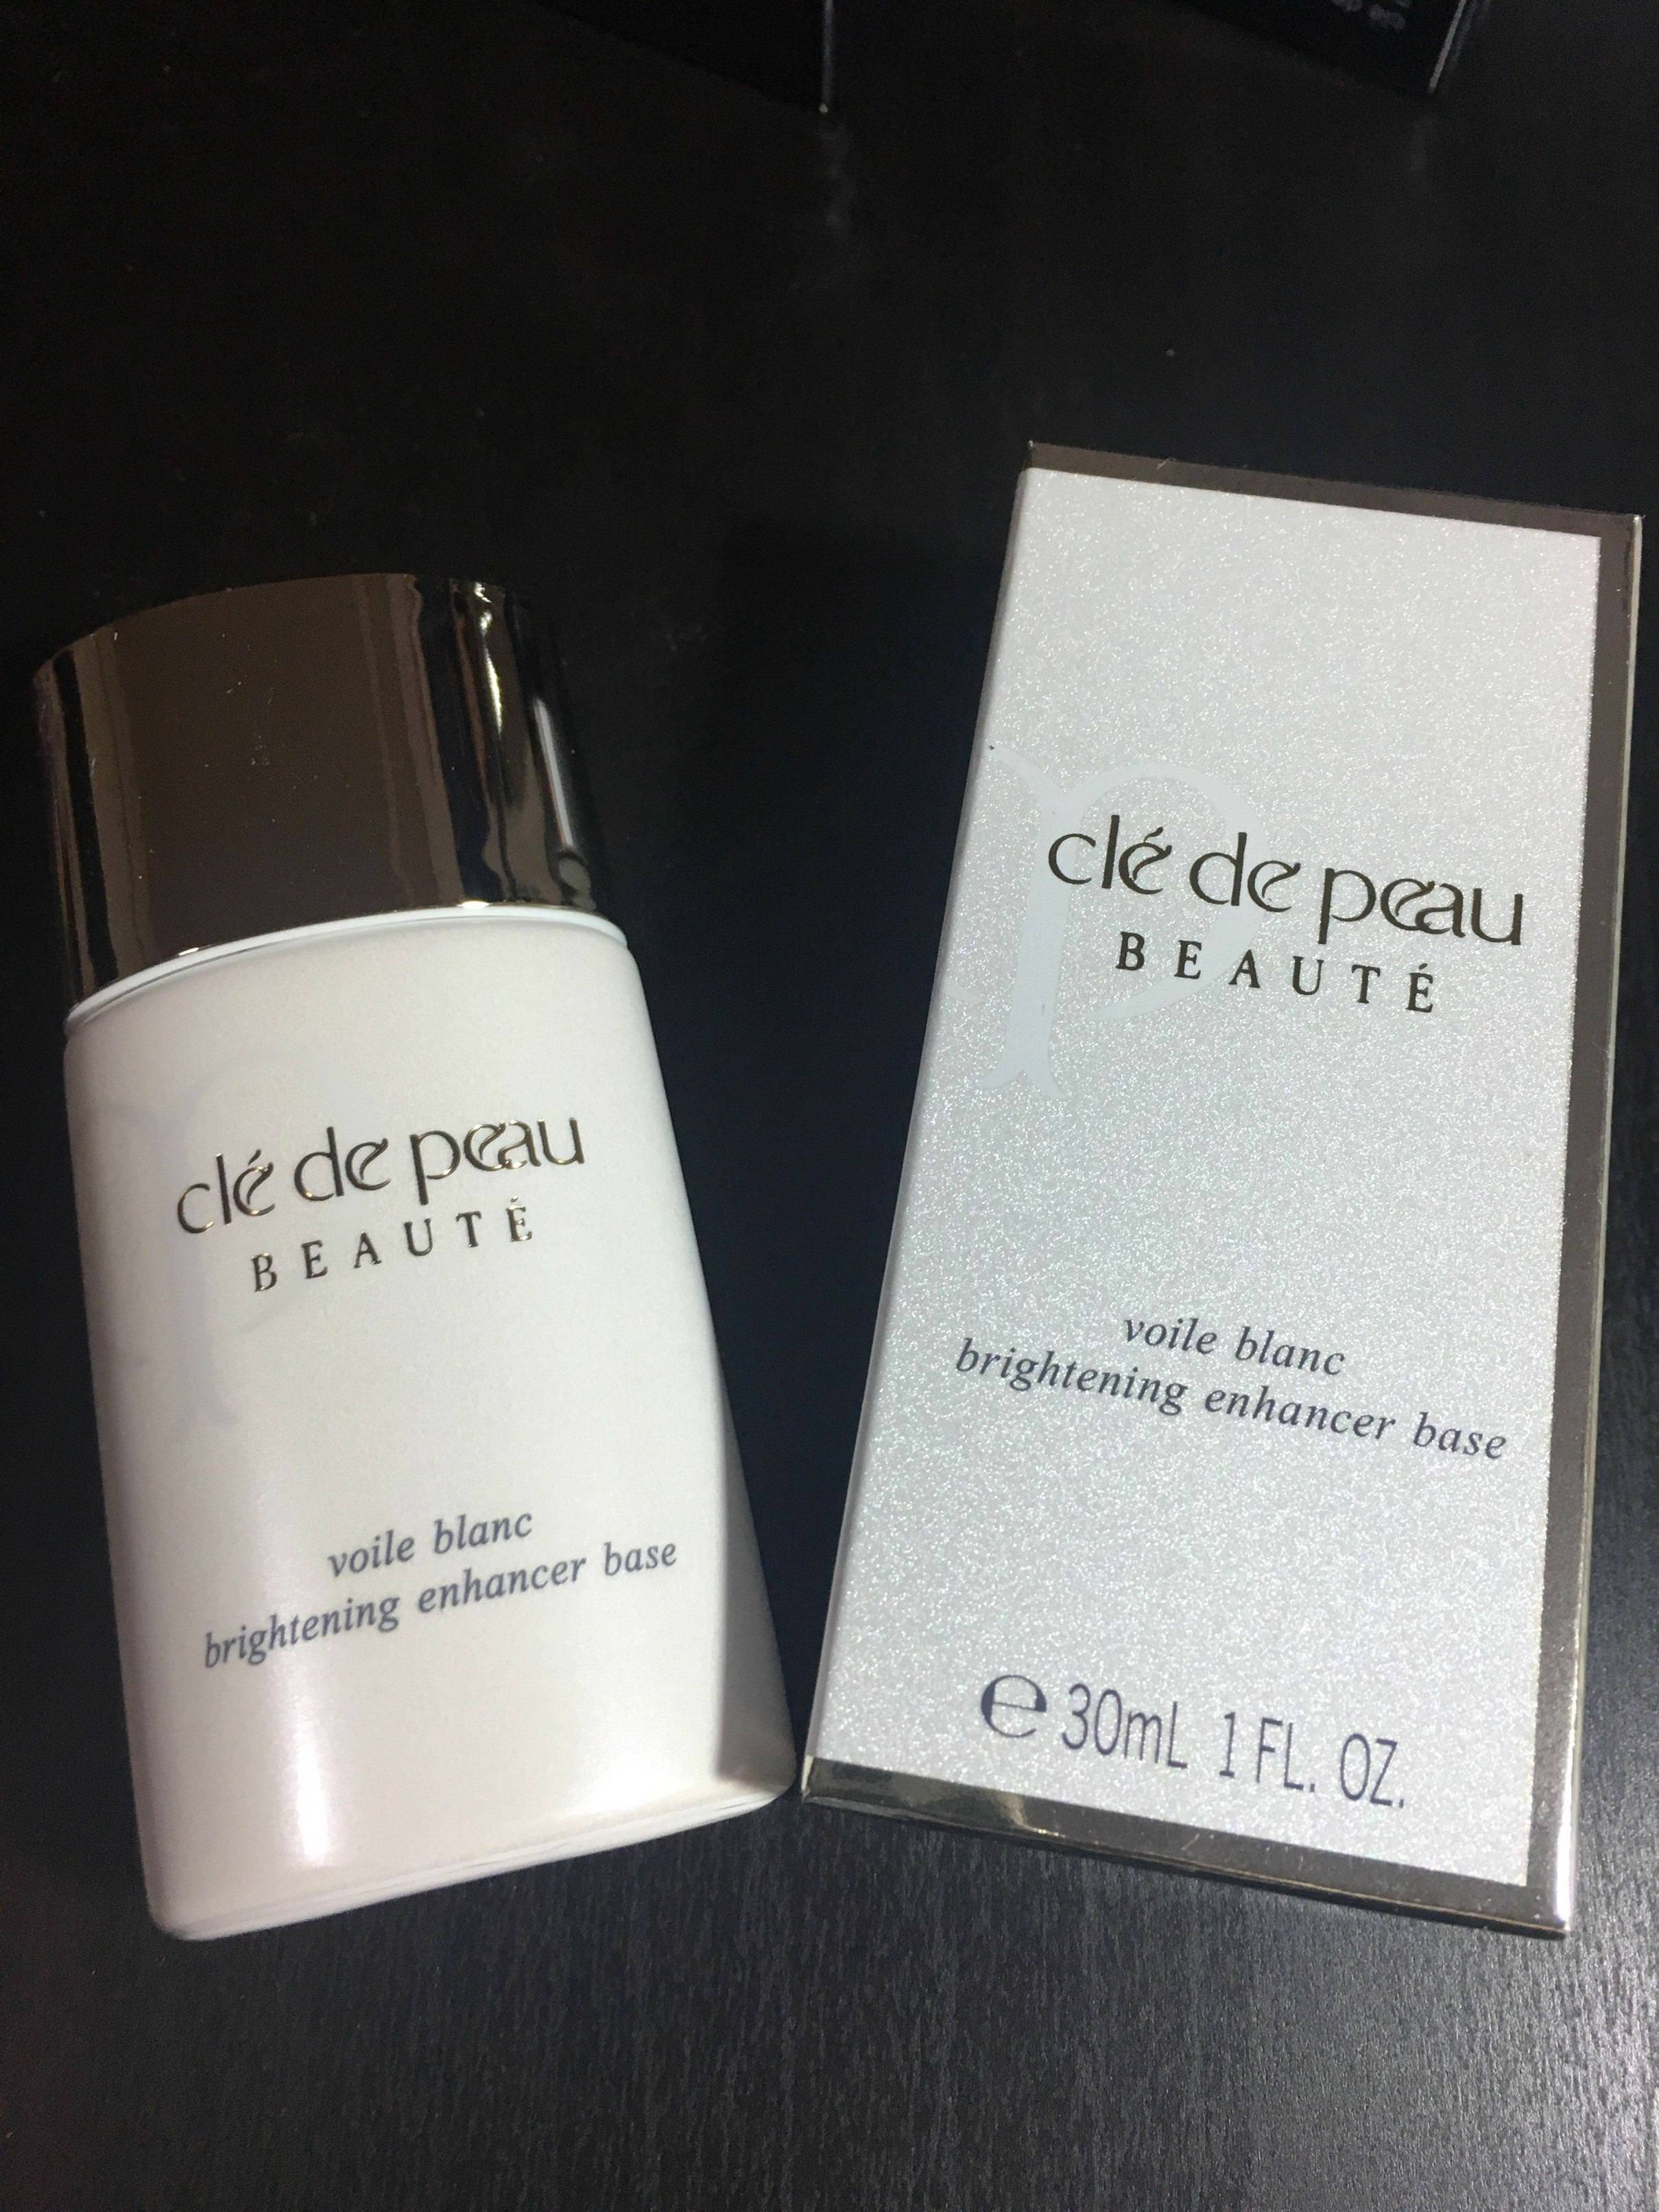 clé de peau
BEAUTÉ
voile blanc
brightening enhancer base
clé de peau
BEAUTÉ
voile blanc
brightening enhancer base
℮ 30mL 1 FL. OZ.